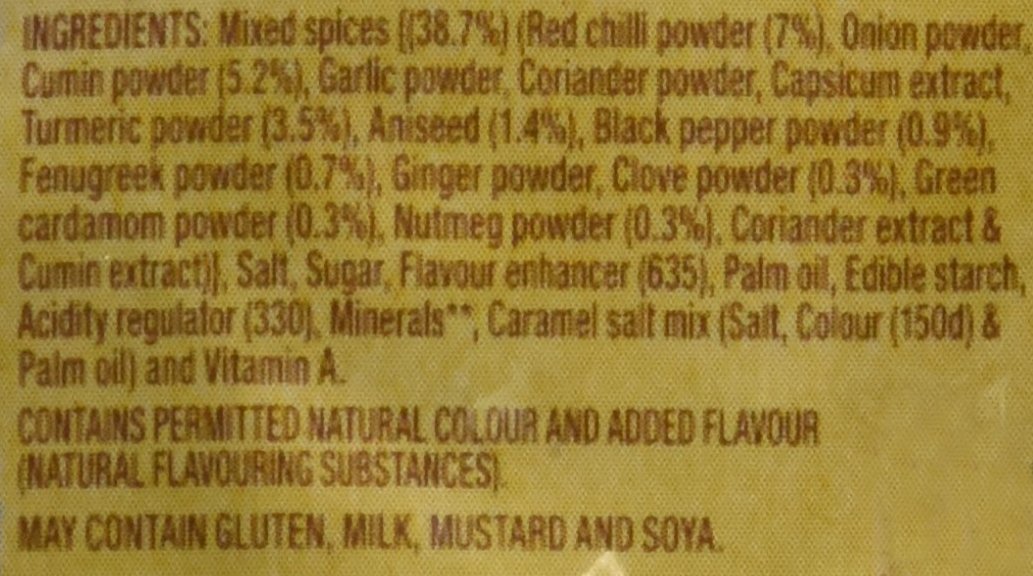 INGREDIENTS: Mixed spices [(38.7%) (Red chilli powder (7%), Onion powder,
Cumin powder (5.2%), Garlic powder, Coriander powder, Capsicum extract,
Turmeric powder (3.5%), Aniseed (1.4%), Black pepper powder (0.9%),
Fenugreek powder (0.7%), Ginger powder, Clove powder (0.3%), Green
cardamom powder (0.3%), Nutmeg powder (0.3%), Coriander extract &
Cumin extract)], Salt, Sugar, Flavour enhancer (635), Palm oil, Edible starch,
Acidity regulator (330), Minerals**, Caramel salt mix (Salt, Colour (150d) &
Palm oil) and Vitamin A.
CONTAINS PERMITTED NATURAL COLOUR AND ADDED FLAVOUR
(NATURAL FLAVOURING SUBSTANCES).
MAY CONTAIN GLUTEN, MILK, MUSTARD AND SOYA.